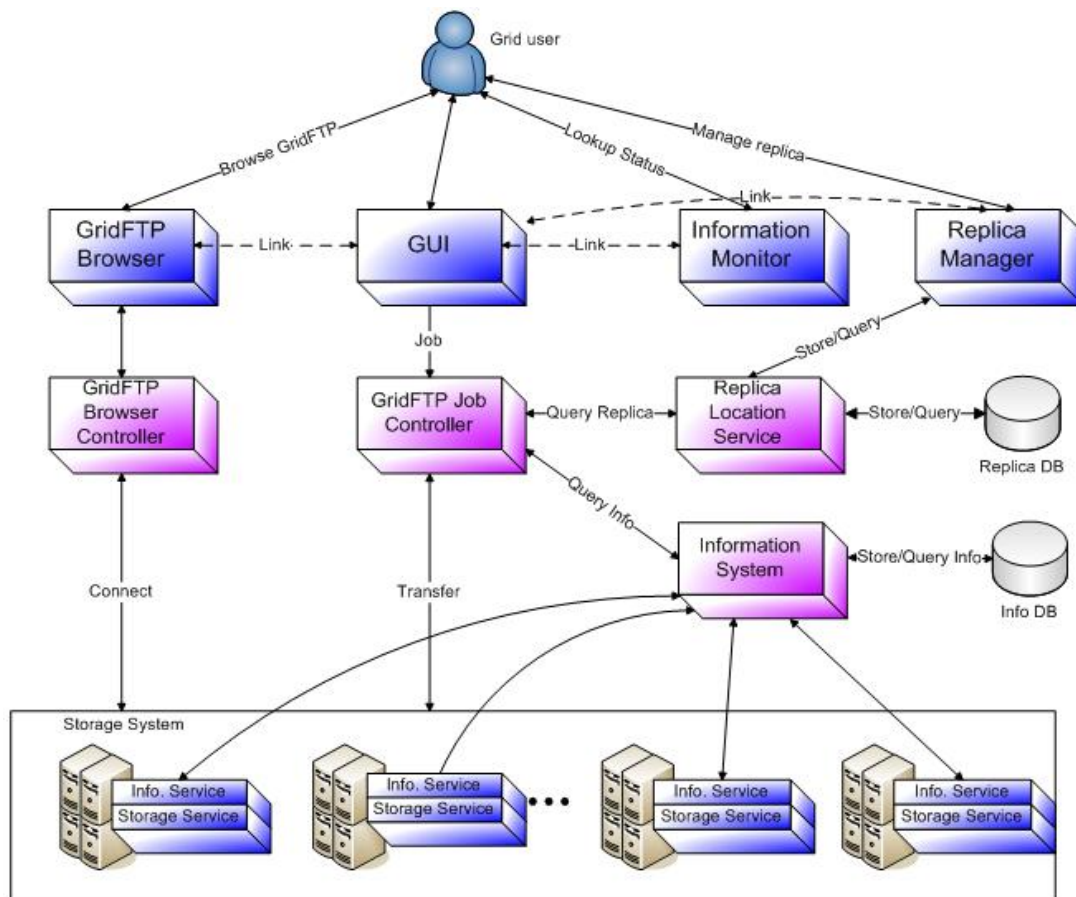 Grid user
Browse GridFTP
Lookup Status
Manage replica
Link
GridFTP
Browser
Link
GUI
Link
Information
Monitor
Replica
Manager
Job
Store/Query
GridFTP
Browser
Controller
GridFTP Job
Controller
Query Replica
Replica
Location
Service
Store/Query
Replica DB
Query Info
Information
System
Store/Query Info
Info DB
Connect
Transfer
Storage System
Info. Service
Storage Service
Info. Service
Storage Service
Info. Service
Storage Service
Info. Service
Storage Service